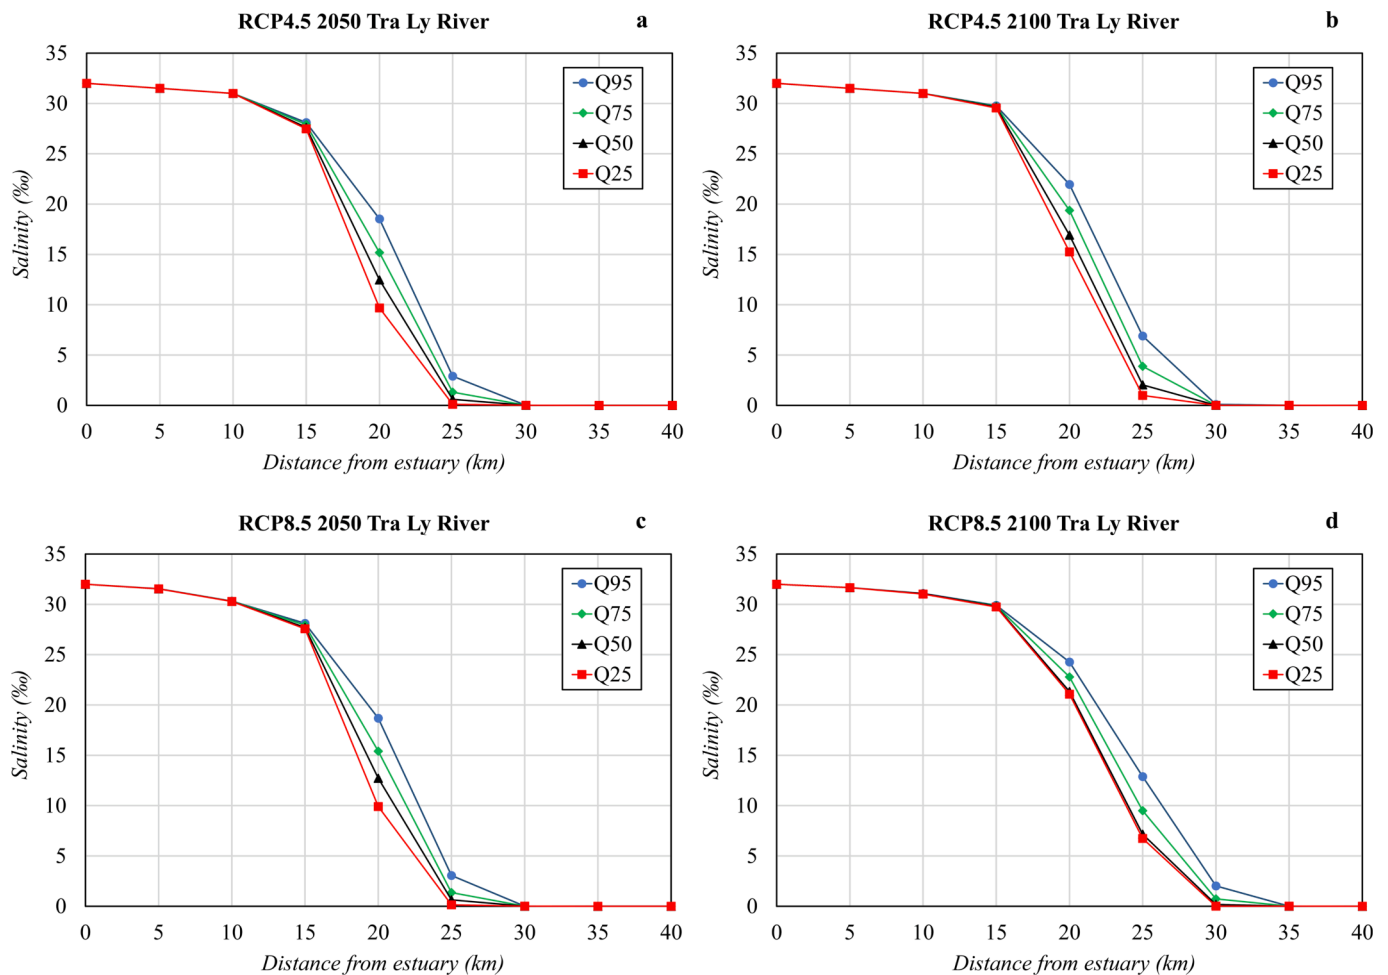 RCP4.5 2050 Tra Ly River
a
35
30
25
20
15
10
5
0
Salinity (‰)
Q95
Q75
Q50
Q25
0 5 10 15 20 25 30 35 40
Distance from estuary (km)
RCP4.5 2100 Tra Ly River
b
35
30
25
20
15
10
5
0
Salinity (‰)
Q95
Q75
Q50
Q25
0 5 10 15 20 25 30 35 40
Distance from estuary (km)
RCP8.5 2050 Tra Ly River
c
35
30
25
20
15
10
5
0
Salinity (‰)
Q95
Q75
Q50
Q25
0 5 10 15 20 25 30 35 40
Distance from estuary (km)
RCP8.5 2100 Tra Ly River
d
35
30
25
20
15
10
5
0
Salinity (‰)
Q95
Q75
Q50
Q25
0 5 10 15 20 25 30 35 40
Distance from estuary (km)